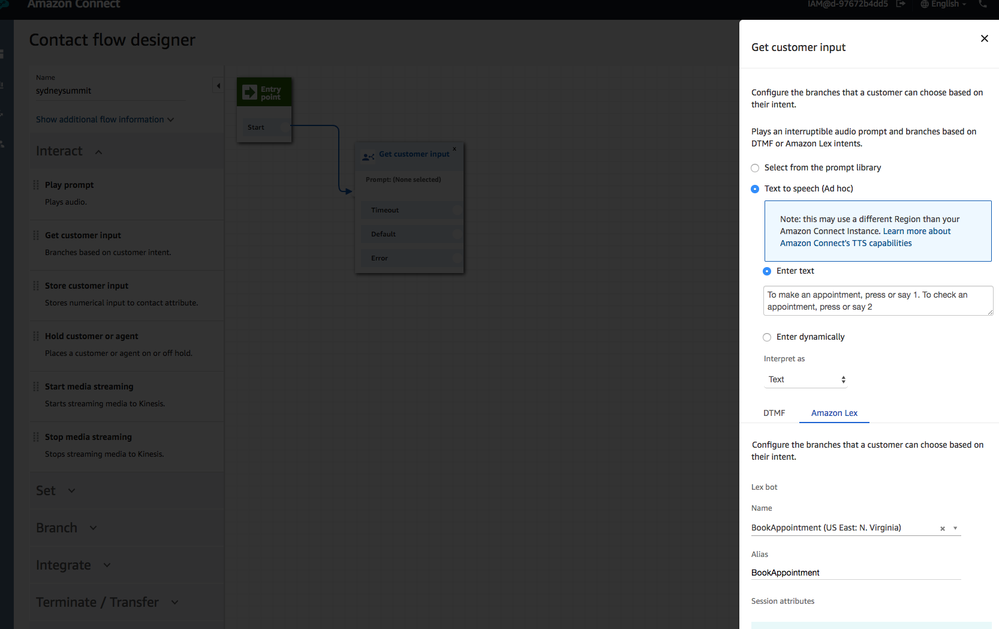 Amazon Connect
IAM@d-97672b4dd5
English
Contact flow designer
Name
sydneysummit
Show additional flow information
Interact
Play prompt
Plays audio.
Get customer input
Branches based on customer intent.
Store customer input
Stores numerical input to contact attribute.
Hold customer or agent
Places a customer or agent on or off hold.
Start media streaming
Starts streaming media to Kinesis.
Stop media streaming
Stops streaming media to Kinesis.
Set
Branch
Integrate
Terminate / Transfer
Entry
point
Start
Get customer input
x
Prompt: (None selected)
Timeout
Default
Error
Get customer input
Configure the branches that a customer can choose based on
their intent.
Plays an interruptible audio prompt and branches based on
DTMF or Amazon Lex intents.
Select from the prompt library
Text to speech (Ad hoc)
Note: this may use a different Region than your
Amazon Connect Instance. Learn more about
Amazon Connect's TTS capabilities
Enter text
To make an appointment, press or say 1. To check an
appointment, press or say 2
Enter dynamically
Interpret as
Text
DTMF
Amazon Lex
Configure the branches that a customer can choose based on
their intent.
Lex bot
Name
BookAppointment (US East: N. Virginia)
Alias
BookAppointment
Session attributes